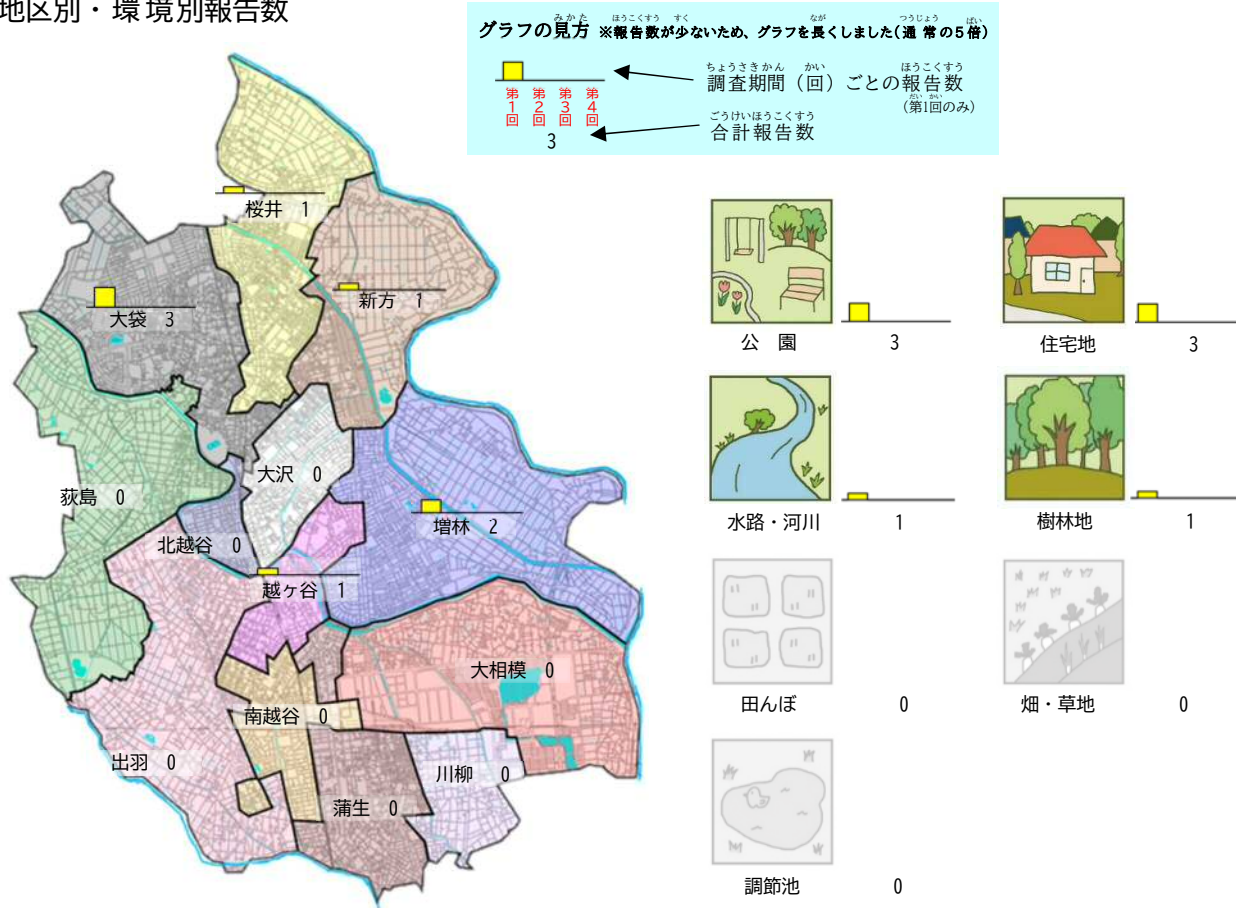 地区別・環境別報告数
グラフの見方 ※報告数が少ないため、グラフを長くしました(通常の5倍)
みかた ほうこくすう すく なが つうじょう ばい
ちょうさきかん かい ほうこくすう
調査期間(回)ごとの報告数
だい かい
(第1回のみ)
第1回 第2回 第3回 第4回
ごうけいほうこくすう
合計報告数
3
桜井 1
新方 1
大袋 3
大沢 0
荻島 0
増林 2
北越谷 0
越ヶ谷 1
大相模 0
南越谷 0
出羽 0
川柳 0
蒲生 0
公 園 3
住宅地 3
水路・河川 1
樹林地 1
田んぼ 0
畑・草地 0
調節池 0